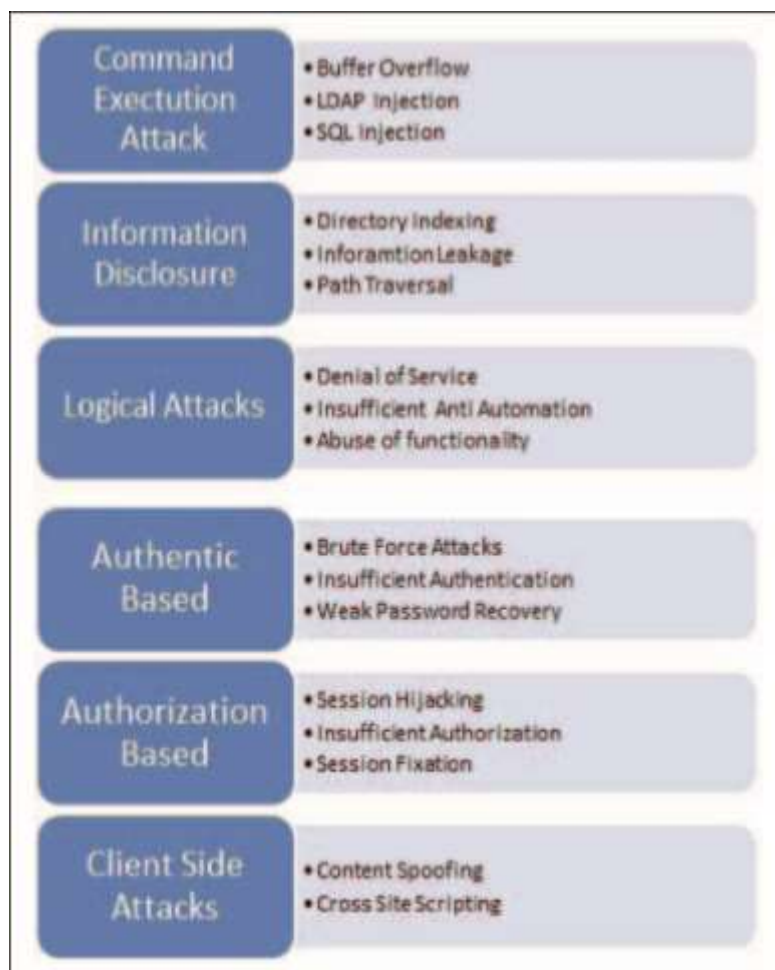 Command
Exectution
Attack
• Buffer Overflow
• LDAP Injection
• SQL Injection
Information
Disclosure
• Directory Indexing
• Inforamtion Leakage
• Path Traversal
Logical Attacks
• Denial of Service
• Insufficient Anti Automation
• Abuse of functionality
Authentic
Based
• Brute Force Attacks
• Insufficient Authentication
• Weak Password Recovery
Authorization
Based
• Session Hijacking
• Insufficient Authorization
• Session Fixation
Client Side
Attacks
• Content Spoofing
• Cross Site Scripting